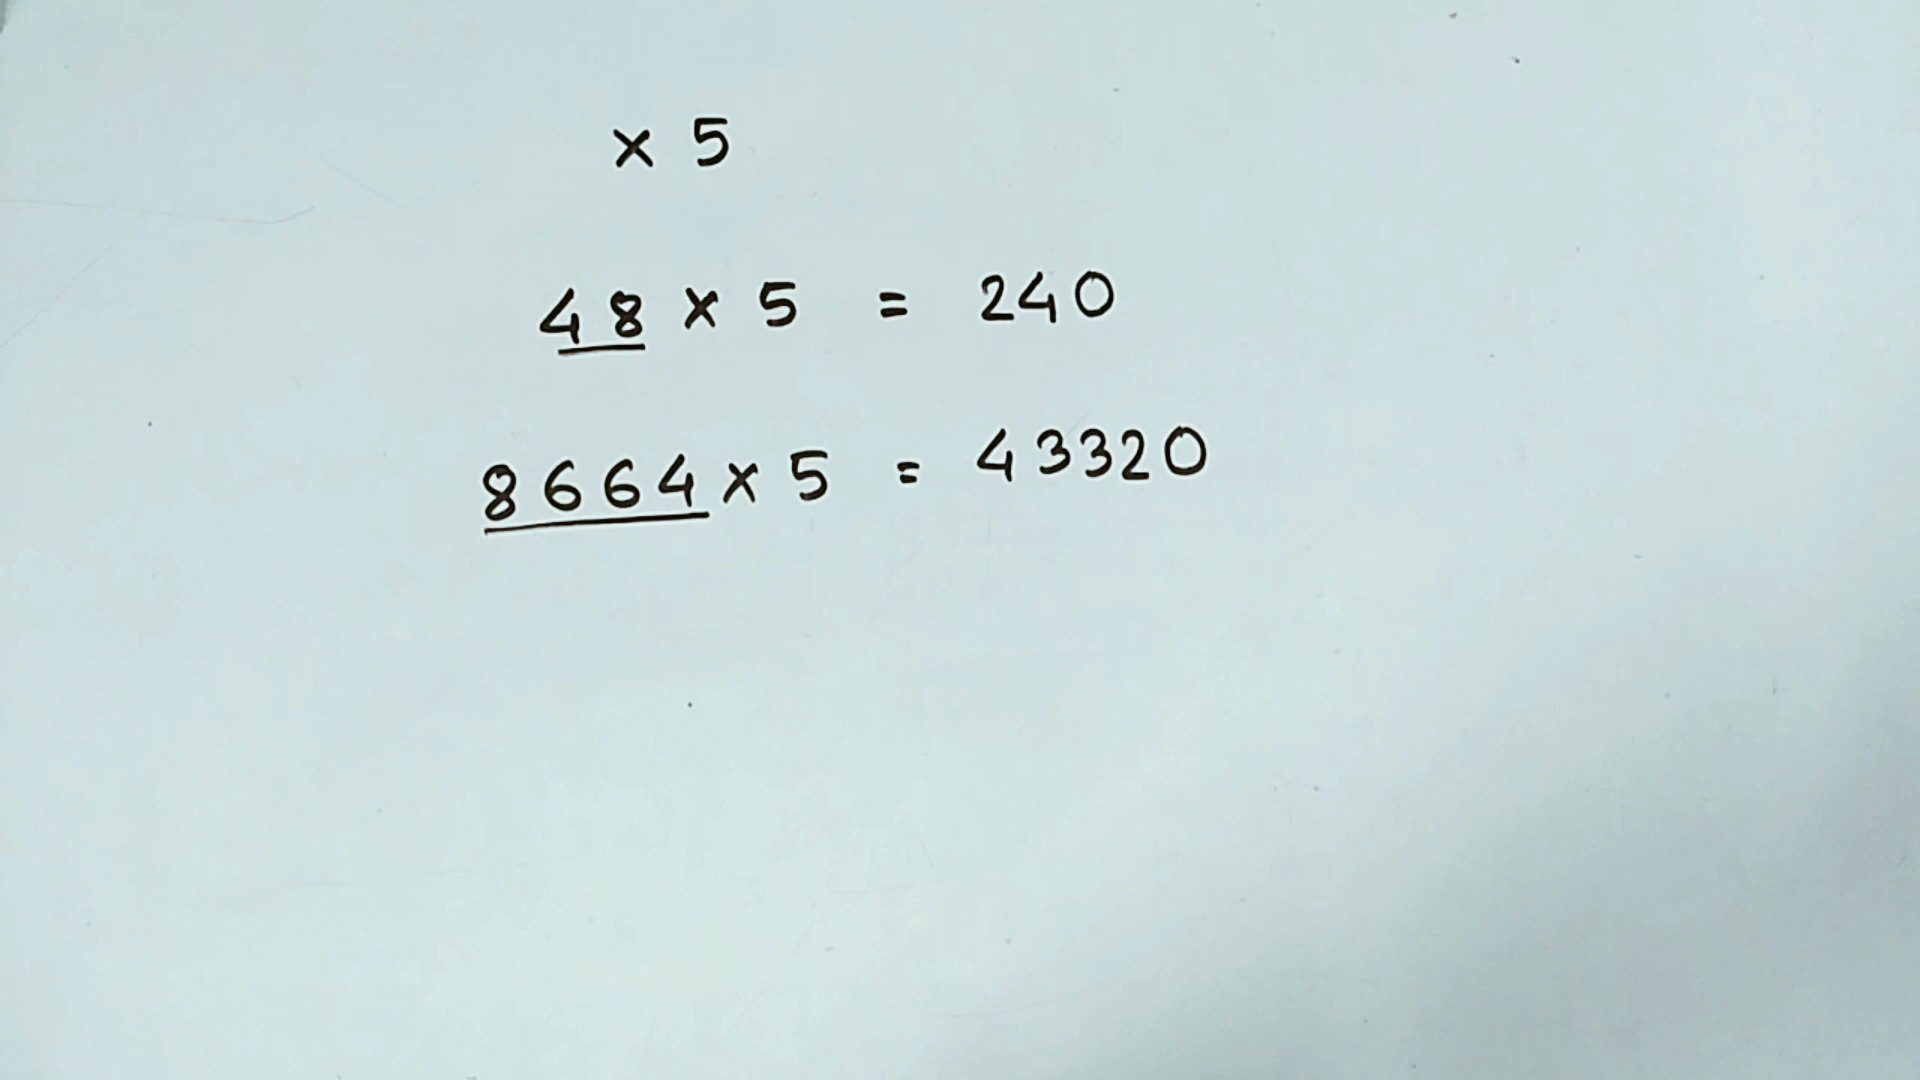 × 5
48 × 5 = 240
8664 × 5 = 43320